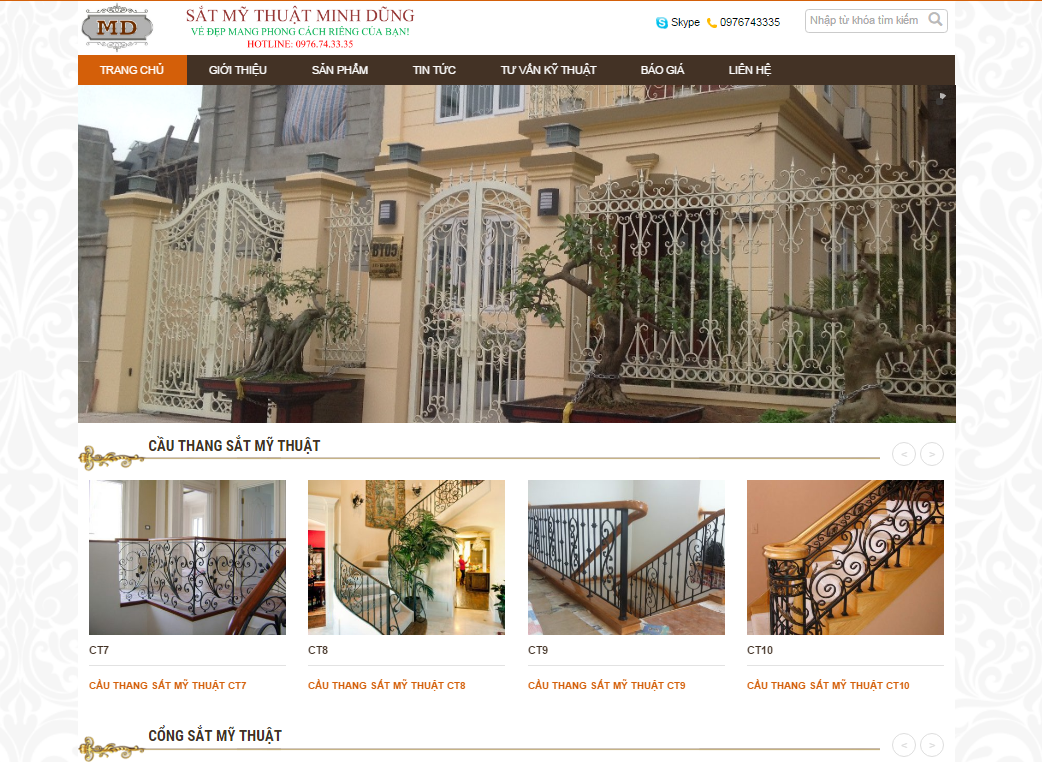 MD
SẮT MỸ THUẬT MINH DŨNG
VẺ ĐẸP MANG PHONG CÁCH RIÊNG CỦA BẠN!
HOTLINE: 0976.74.33.35
Skype 0976743335
Nhập từ khóa tìm kiếm
TRANG CHỦ GIỚI THIỆU SẢN PHẨM TIN TỨC TƯ VẤN KỸ THUẬT BÁO GIÁ LIÊN HỆ
BT05
CẦU THANG SẮT MỸ THUẬT
< >
CT7 CT8 CT9 CT10
CẦU THANG SẮT MỸ THUẬT CT7 CẦU THANG SẮT MỸ THUẬT CT8 CẦU THANG SẮT MỸ THUẬT CT9 CẦU THANG SẮT MỸ THUẬT CT10
CỔNG SẮT MỸ THUẬT
< >